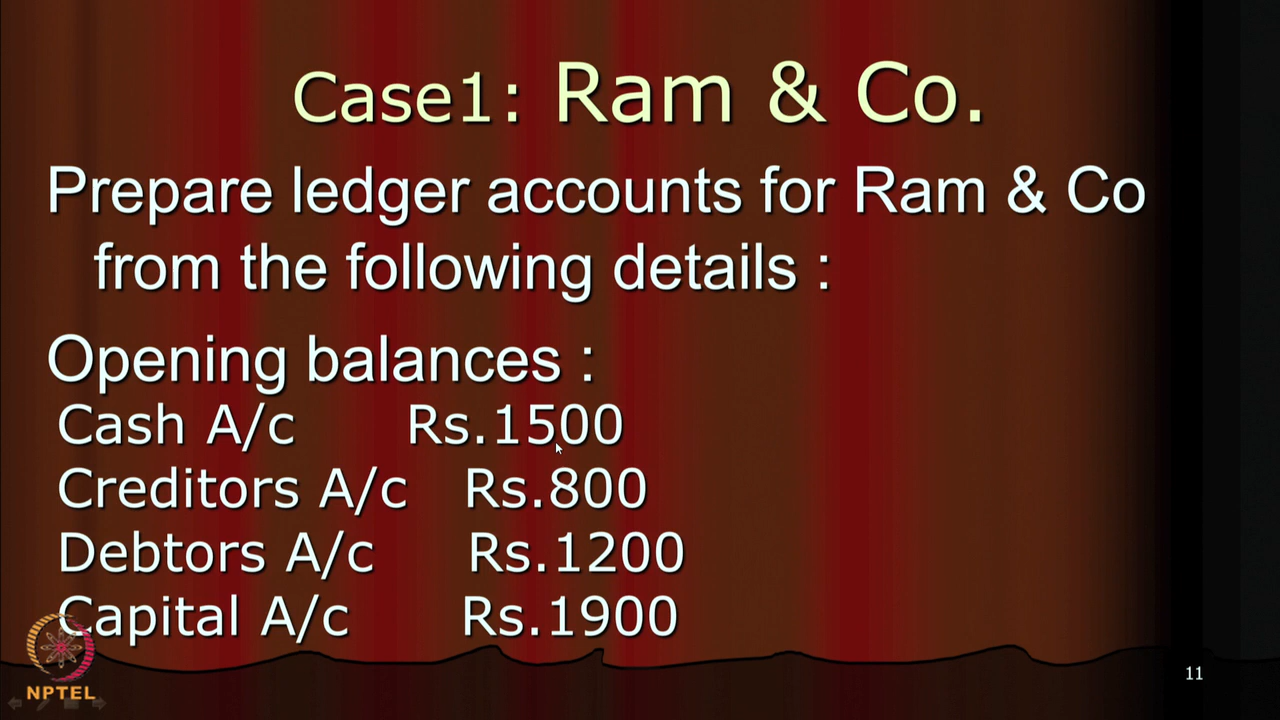 Case1: Ram & Co.
Prepare ledger accounts for Ram & Co
from the following details :
Opening balances :
Cash A/c Rs.1500
Creditors A/c Rs.800
Debtors A/c Rs.1200
Capital A/c Rs.1900
NPTEL
11